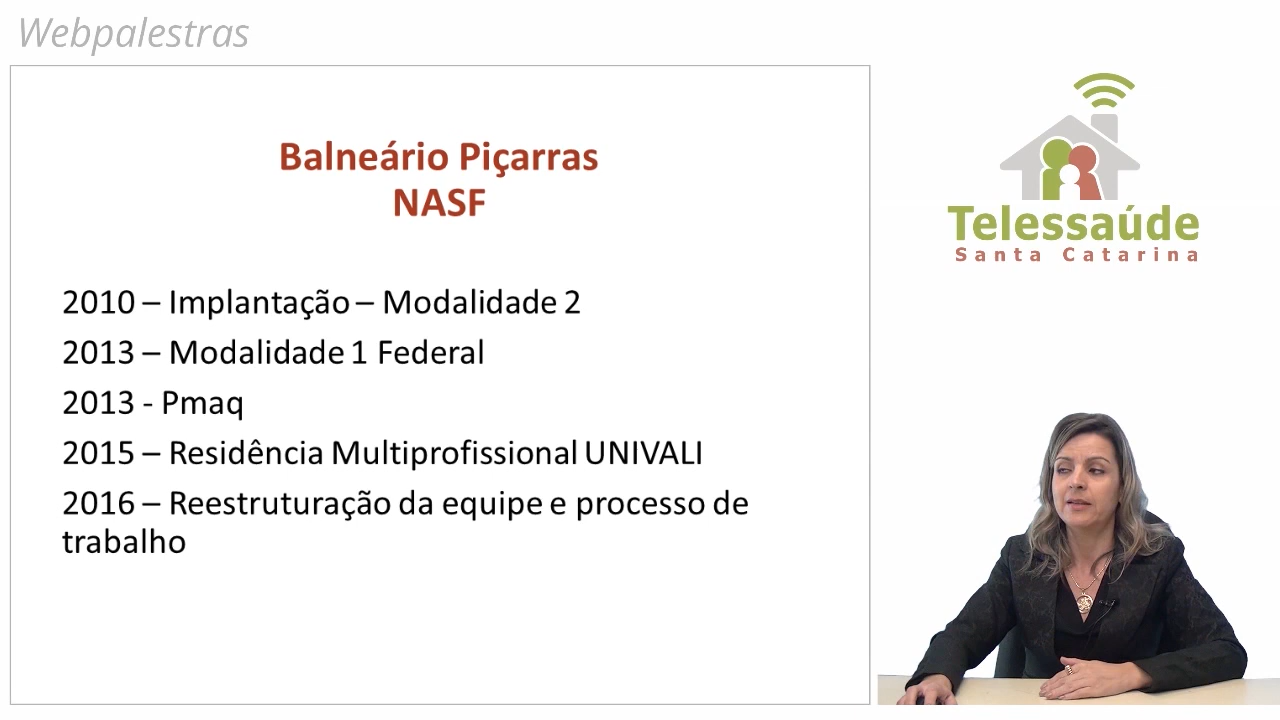 Webpalestras
Balneário Piçarras
NASF
2010 – Implantação – Modalidade 2
2013 – Modalidade 1 Federal
2013 - Pmaq
2015 – Residência Multiprofissional UNIVALI
2016 – Reestruturação da equipe e processo de
trabalho
Telessaúde
Santa Catarina